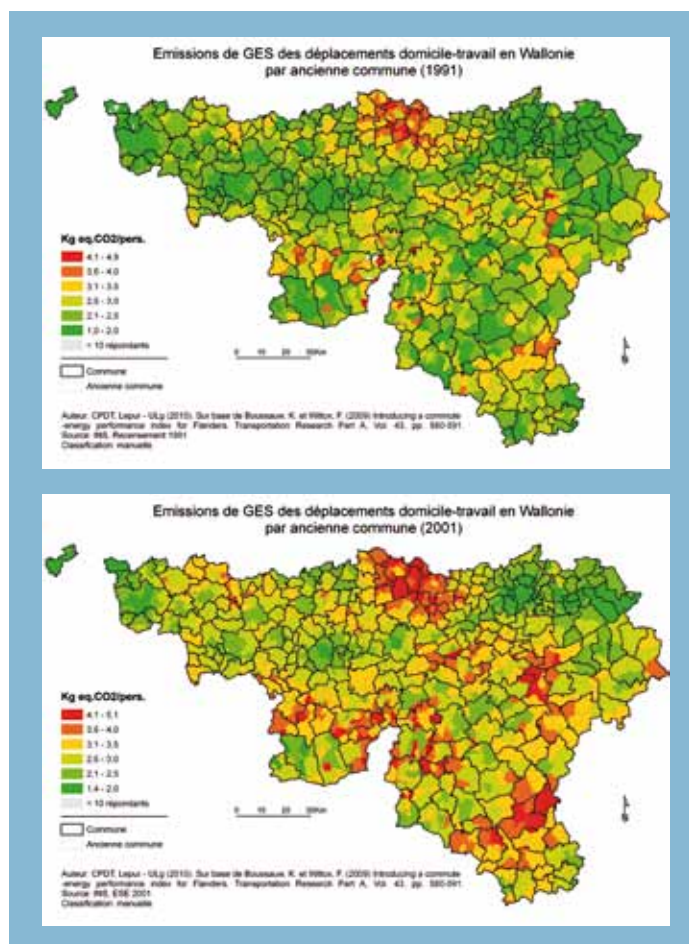 Emissions de GES des déplacements domicile-travail en Wallonie
par ancienne commune (1991)
Kg eq.CO2/pers.
4,1 - 4,9
3,6 - 4,0
3,1 - 3,5
2,6 - 3,0
2,1 - 2,5
1,0 - 2,0
< 10 répondants
Commune
Ancienne commune
0 10 20 30Km
N
Auteur: CPDT, Lepur - ULg (2010). Sur base de Boussauw, K. et Witlox, F. (2009) Introducing a commute
-energy performance index for Flanders. Transportation Research Part A, Vol. 43, pp. 580-591
Source: INS, Recensement 1991
Classification: manuelle
Emissions de GES des déplacements domicile-travail en Wallonie
par ancienne commune (2001)
Kg eq.CO2/pers.
4,1 - 5,1
3,6 - 4,0
3,1 - 3,5
2,6 - 3,0
2,1 - 2,5
1,4 - 2,0
< 10 répondants
Commune
Ancienne commune
0 10 20 30Km
N
Auteur: CPDT, Lepur - ULg (2010). Sur base de Boussauw, K. et Witlox, F. (2009) Introducing a commute
-energy performance index for Flanders. Transportation Research Part A, Vol. 43, pp. 580-591
Source: INS, ESE 2001
Classification: manuelle